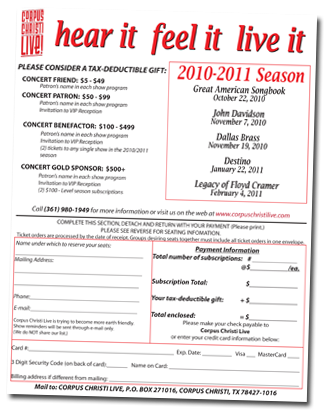 CORPUS
CHRISTI
LIVE!
hear it feel it live it
PLEASE CONSIDER A TAX-DEDUCTIBLE GIFT:
CONCERT FRIEND: $5 - $49
Patron's name in each show program
CONCERT PATRON: $50 - $99
Patron's name in each show program
Invitation to VIP Reception
CONCERT BENEFACTOR: $100 - $499
Patron's name in each show program
Invitation to VIP Reception
(2) tickets to any single show in the 2010/2011
season
CONCERT GOLD SPONSOR: $500+
Patron's name in each show program
Invitation to Reception
(2) $100 - Level season subscriptions
2010-2011 Season
Great American Songbook
October 22, 2010
John Davidson
November 7, 2010
Dallas Brass
November 19, 2010
Destino
January 22, 2011
Legacy of Floyd Cramer
February 4, 2011
Call (361) 980-1949 for more information or visit us on the web at www.corpuschristilive.com
COMPLETE THIS SECTION, DETACH AND RETURN WITH YOUR PAYMENT (Please print.)
PLEASE SEE REVERSE FOR SEATING INFOMATION.
Ticket orders are processed by the date of receipt. Groups desiring seats together must include all ticket orders in one envelope.
Name under which to reserve your seats:
Mailing Address:
Phone:
E-mail:
Corpus Christi Live is trying to become more earth friendly.
Show reminders will be sent through e-mail only.
(We do NOT share our list.)
Payment Information
Total number of subscriptions: #
@$ /ea.
Subscription Total: $
Your tax-deductible gift: + $
Total enclosed: = $
Please make your check payable to
Corpus Christi Live
or enter your credit card information below:
Card #: Exp. Date: Visa MasterCard
3 Digit Security Code (on back of card): Name on Card:
Billing address if different from mailing:
Mail to: CORPUS CHRISTI LIVE, P.O. BOX 271016, CORPUS CHRISTI, TX 78427-1016